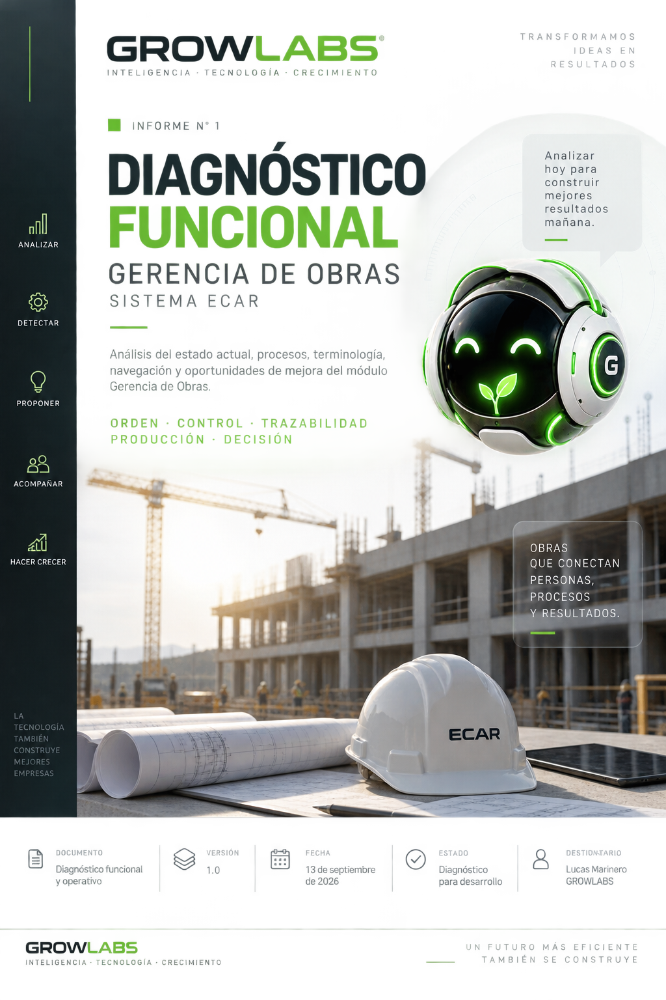 GROWLABS®
INTELIGENCIA · TECNOLOGÍA · CRECIMIENTO
TRANSFORMAMOS
IDEAS EN
RESULTADOS
INFORME N° 1
DIAGNÓSTICO
FUNCIONAL
GERENCIA DE OBRAS
SISTEMA ECAR
Análisis del estado actual, procesos, terminología,
navegación y oportunidades de mejora del módulo
Gerencia de Obras.
ORDEN · CONTROL · TRAZABILIDAD
PRODUCCIÓN · DECISIÓN
Analizar
hoy para
construir
mejores
resultados
mañana.
G
ANALIZAR
DETECTAR
PROPONER
ACOMPAÑAR
HACER CRECER
LA
TECNOLOGÍA
TAMBIÉN
CONSTRUYE
MEJORES
EMPRESAS
OBRAS
QUE CONECTAN
PERSONAS,
PROCESOS
Y RESULTADOS.
ECAR
DOCUMENTO
Diagnóstico funcional
y operativo
VERSIÓN
1.0
FECHA
13 de septiembre
de 2026
ESTADO
Diagnóstico
para desarrollo
DESTINATARIO
Lucas Marinero
GROWLABS
GROWLABS
INTELIGENCIA · TECNOLOGÍA · CRECIMIENTO
UN FUTURO MÁS EFICIENTE
TAMBIÉN SE CONSTRUYE